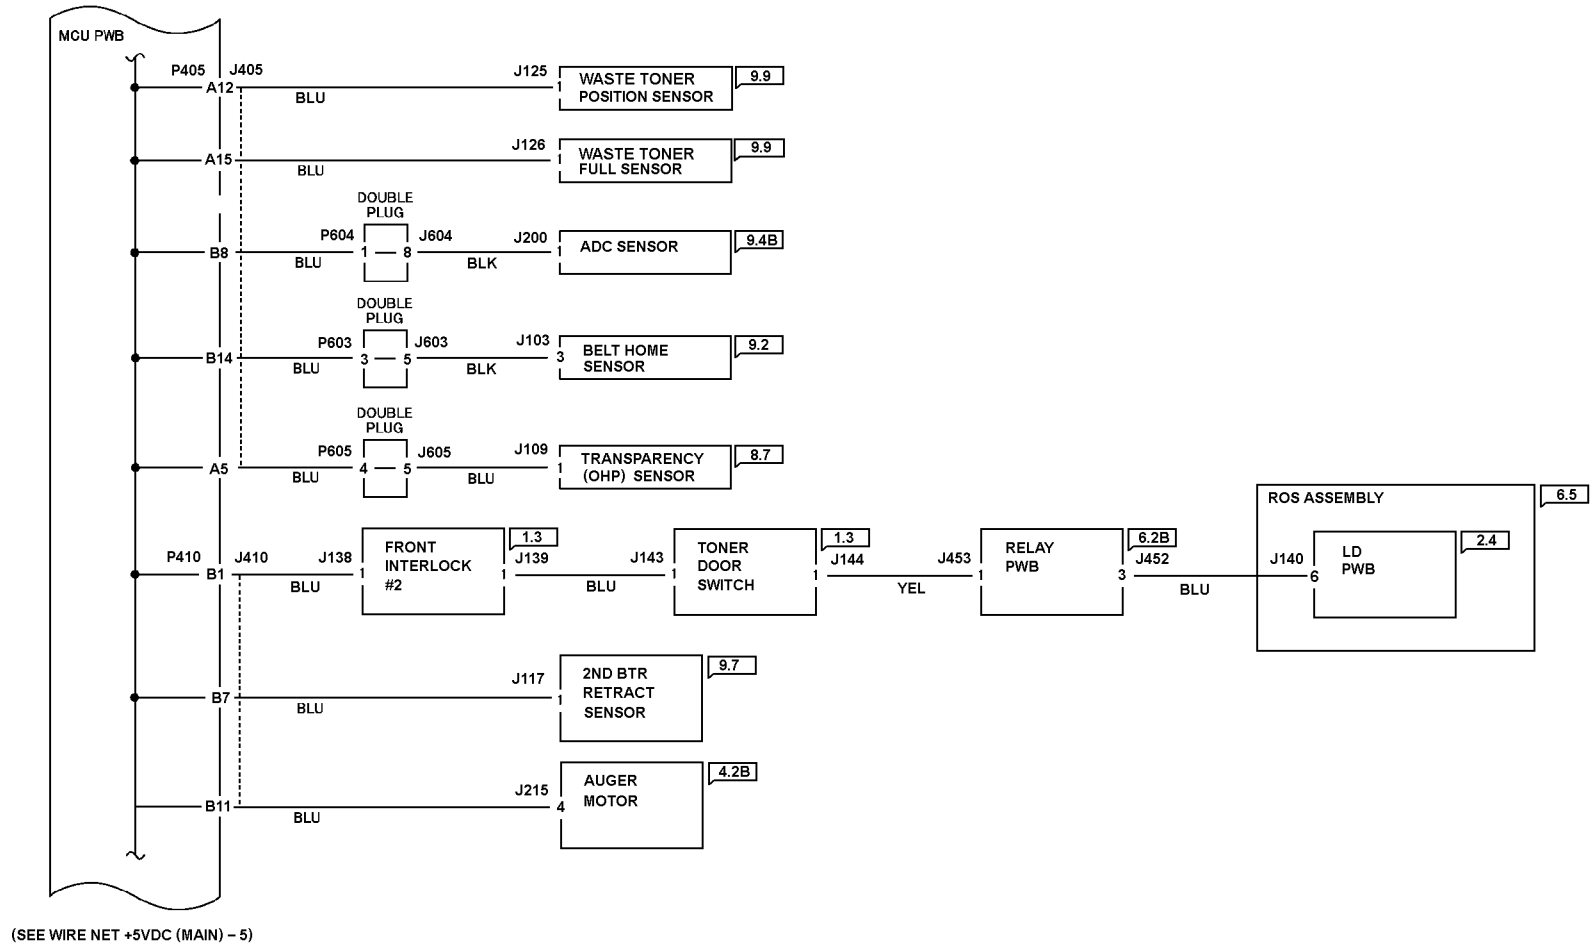 MCU PWB
P405 J405
A12
BLU
J125
1
WASTE TONER
POSITION SENSOR
9.9
A15
BLU
J126
1
WASTE TONER
FULL SENSOR
9.9
DOUBLE
PLUG
B8
BLU
P604
1 — 8
J604
BLK
J200
1
ADC SENSOR
9.4B
DOUBLE
PLUG
B14
BLU
P603
3 — 5
J603
BLK
J103
3
BELT HOME
SENSOR
9.2
DOUBLE
PLUG
A5
BLU
P605
4 — 5
J605
BLU
J109
1
TRANSPARENCY
(OHP) SENSOR
8.7
P410 J410
B1
BLU
J138
1
FRONT
INTERLOCK
#2
1.3
1
J139
BLU
J143
1
TONER
DOOR
SWITCH
1.3
1
J144
YEL
J453
1
RELAY
PWB
6.2B
3
J452
BLU
ROS ASSEMBLY
6.5
J140
6
LD
PWB
2.4
B7
BLU
J117
1
2ND BTR
RETRACT
SENSOR
9.7
B11
BLU
J215
4
AUGER
MOTOR
4.2B
(SEE WIRE NET +5VDC (MAIN) – 5)